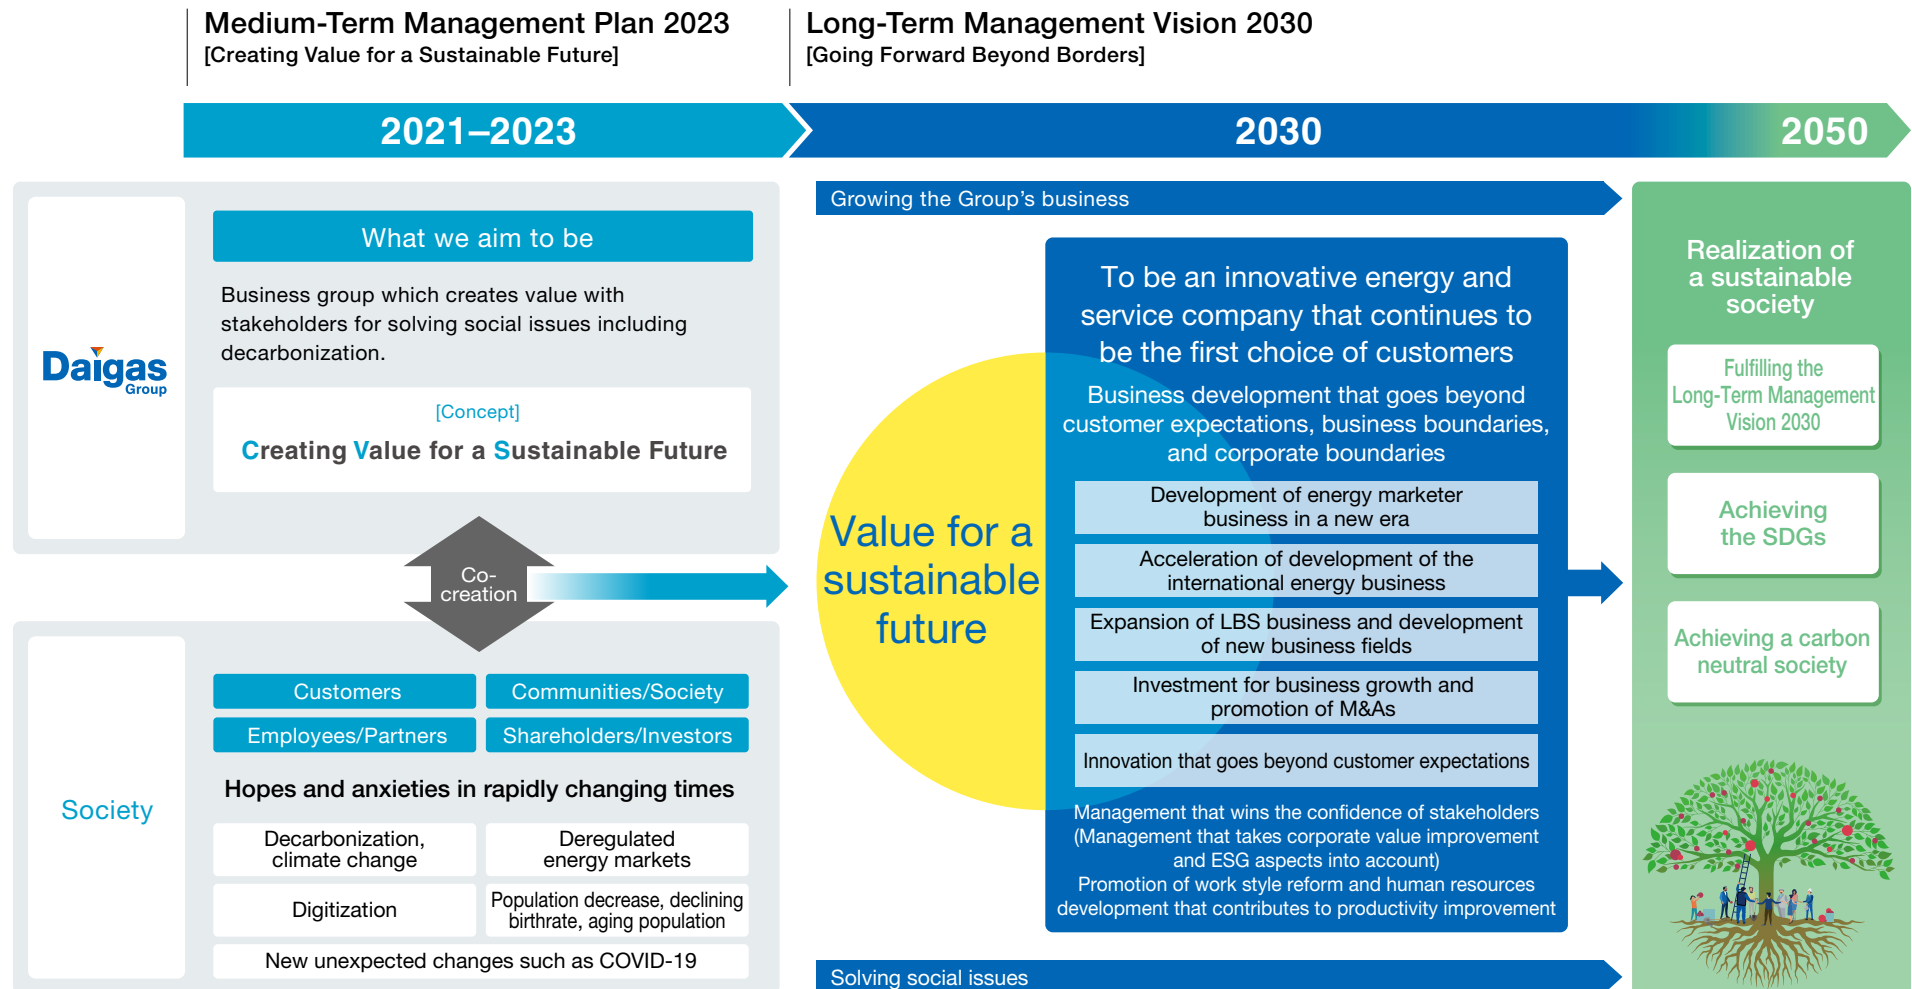 Medium-Term Management Plan 2023
[Creating Value for a Sustainable Future]
Long-Term Management Vision 2030
[Going Forward Beyond Borders]
2021–2023
2030
2050
Daigas
Group
What we aim to be
Business group which creates value with
stakeholders for solving social issues including
decarbonization.
[Concept]
Creating Value for a Sustainable Future
Co-
creation
Society
Customers
Communities/Society
Employees/Partners
Shareholders/Investors
Hopes and anxieties in rapidly changing times
Decarbonization,
climate change
Deregulated
energy markets
Digitization
Population decrease, declining
birthrate, aging population
New unexpected changes such as COVID-19
Growing the Group's business
Value for a
sustainable
future
To be an innovative energy and
service company that continues to
be the first choice of customers
Business development that goes beyond
customer expectations, business boundaries,
and corporate boundaries
Development of energy marketer
business in a new era
Acceleration of development of the
international energy business
Expansion of LBS business and development
of new business fields
Investment for business growth and
promotion of M&As
Innovation that goes beyond customer expectations
Management that wins the confidence of stakeholders
(Management that takes corporate value improvement
and ESG aspects into account)
Promotion of work style reform and human resources
development that contributes to productivity improvement
Solving social issues
Realization of
a sustainable
society
Fulfilling the
Long-Term Management
Vision 2030
Achieving
the SDGs
Achieving a carbon
neutral society